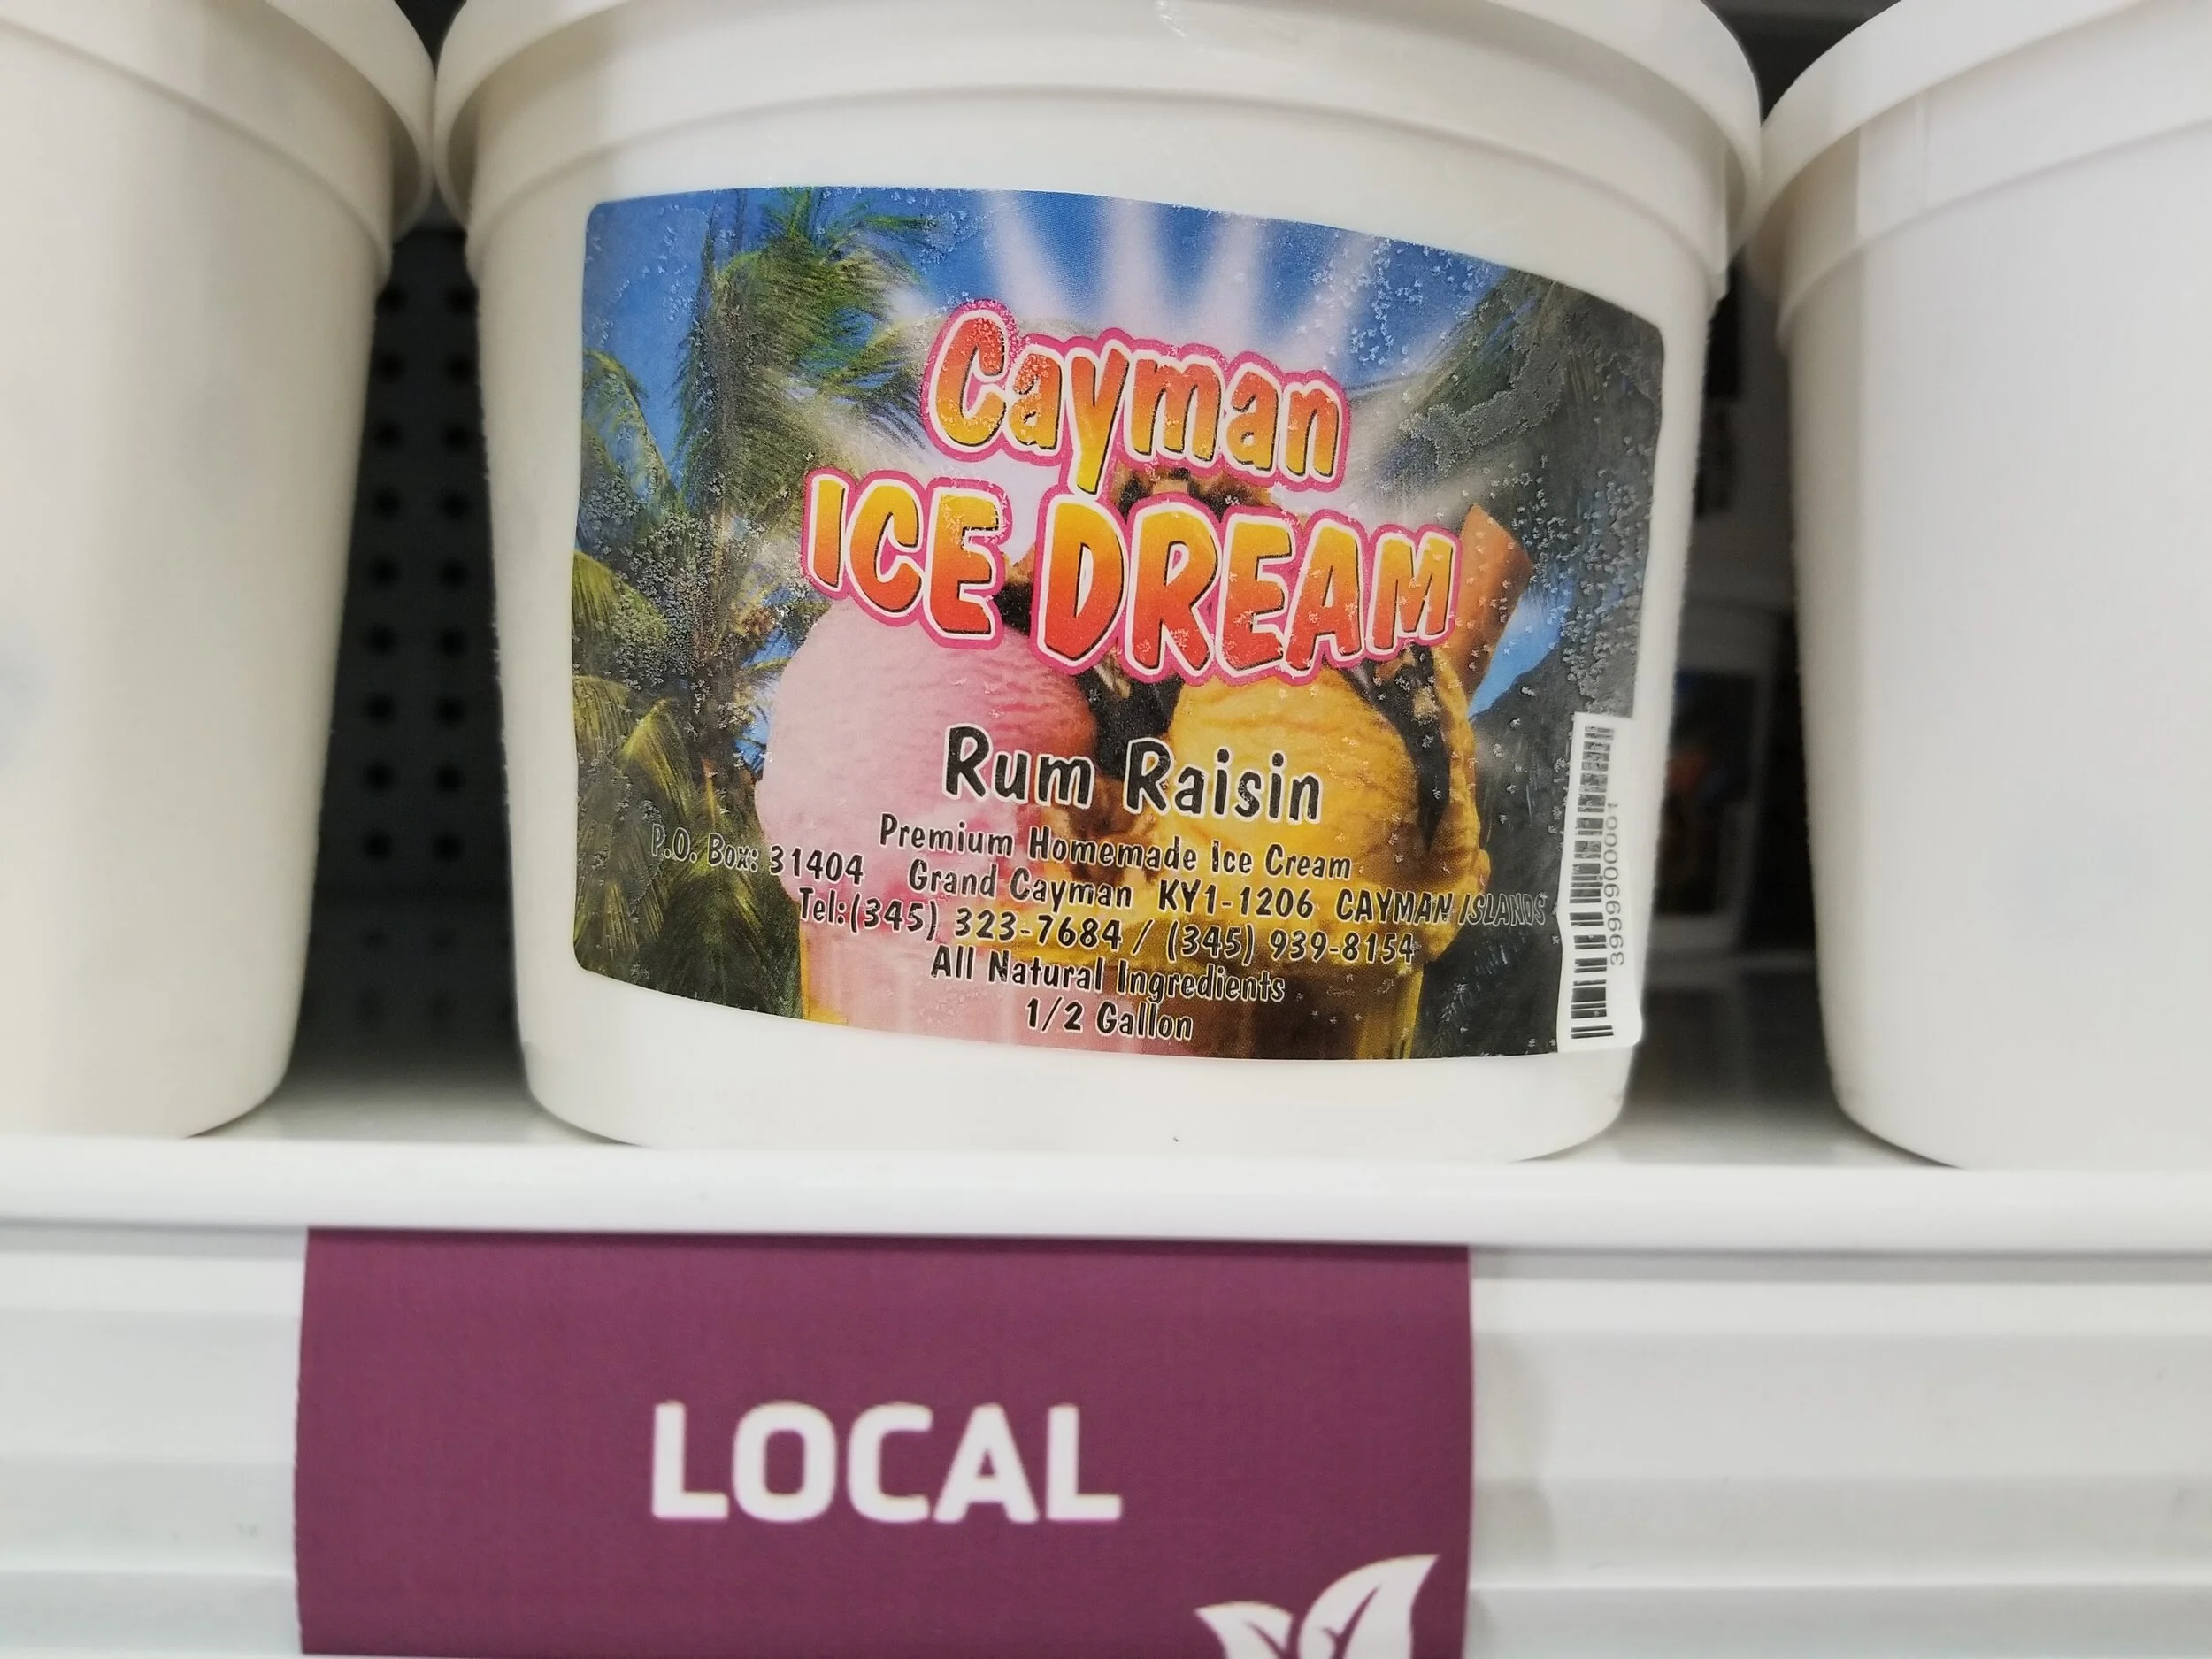 Cayman
ICE DREAM
Rum Raisin
Premium Homemade Ice Cream
P.O. Box: 31404 Grand Cayman KY1-1206 CAYMAN ISLANDS
Tel:(345) 323-7684 / (345) 939-8154
All Natural Ingredients
1/2 Gallon
LOCAL